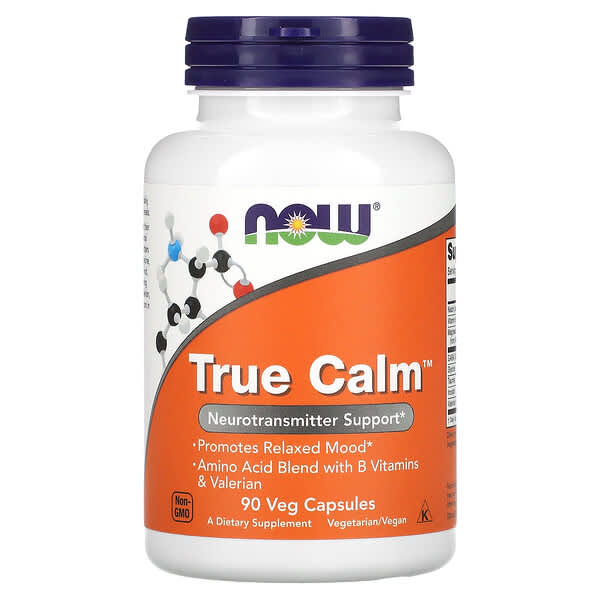 NOW®
True Calm™
Neurotransmitter Support*
• Promotes Relaxed Mood*
• Amino Acid Blend with B Vitamins
& Valerian
90 Veg Capsules
Non-
GMO
A Dietary Supplement Vegetarian/Vegan
K